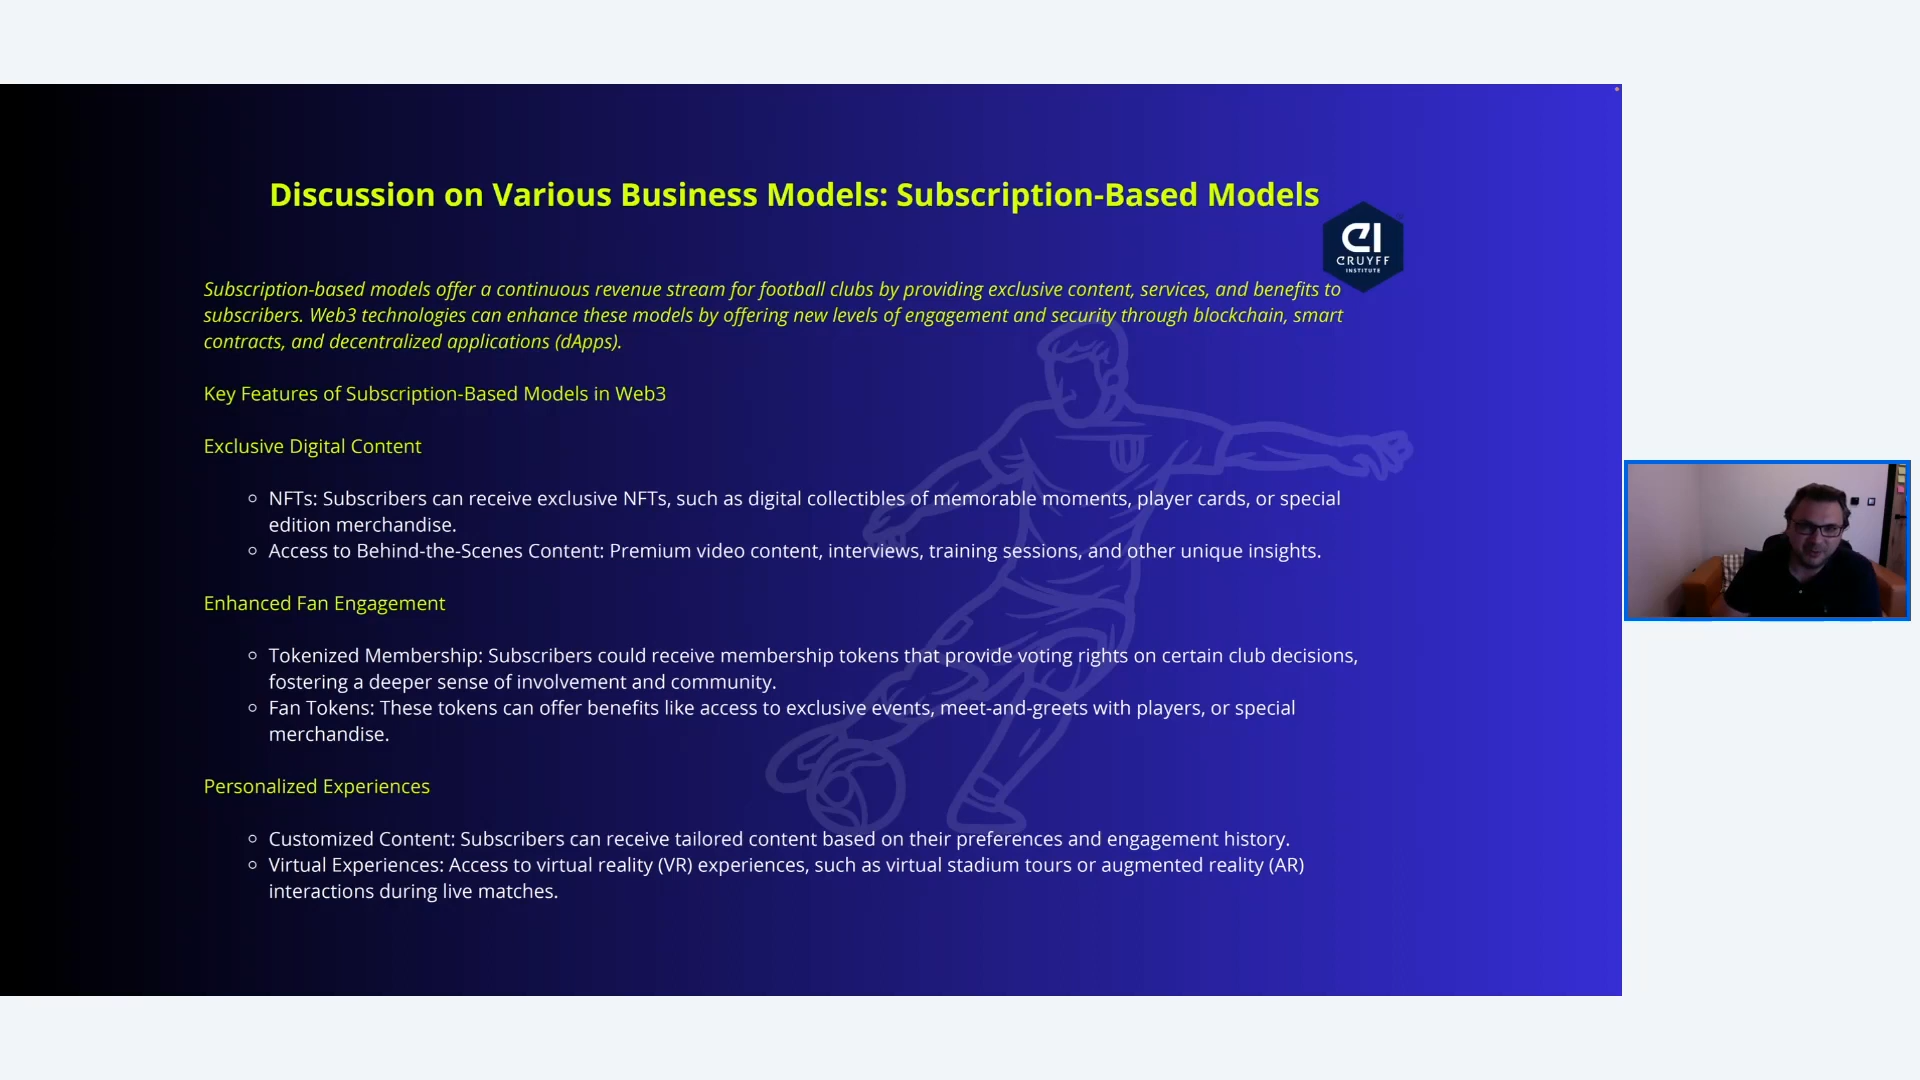 Discussion on Various Business Models: Subscription-Based Models
CI
CRUYFF
INSTITUTE
Subscription-based models offer a continuous revenue stream for football clubs by providing exclusive content, services, and benefits to
subscribers. Web3 technologies can enhance these models by offering new levels of engagement and security through blockchain, smart
contracts, and decentralized applications (dApps).
Key Features of Subscription-Based Models in Web3
Exclusive Digital Content
◦ NFTs: Subscribers can receive exclusive NFTs, such as digital collectibles of memorable moments, player cards, or special
edition merchandise.
◦ Access to Behind-the-Scenes Content: Premium video content, interviews, training sessions, and other unique insights.
Enhanced Fan Engagement
◦ Tokenized Membership: Subscribers could receive membership tokens that provide voting rights on certain club decisions,
fostering a deeper sense of involvement and community.
◦ Fan Tokens: These tokens can offer benefits like access to exclusive events, meet-and-greets with players, or special
merchandise.
Personalized Experiences
◦ Customized Content: Subscribers can receive tailored content based on their preferences and engagement history.
◦ Virtual Experiences: Access to virtual reality (VR) experiences, such as virtual stadium tours or augmented reality (AR)
interactions during live matches.